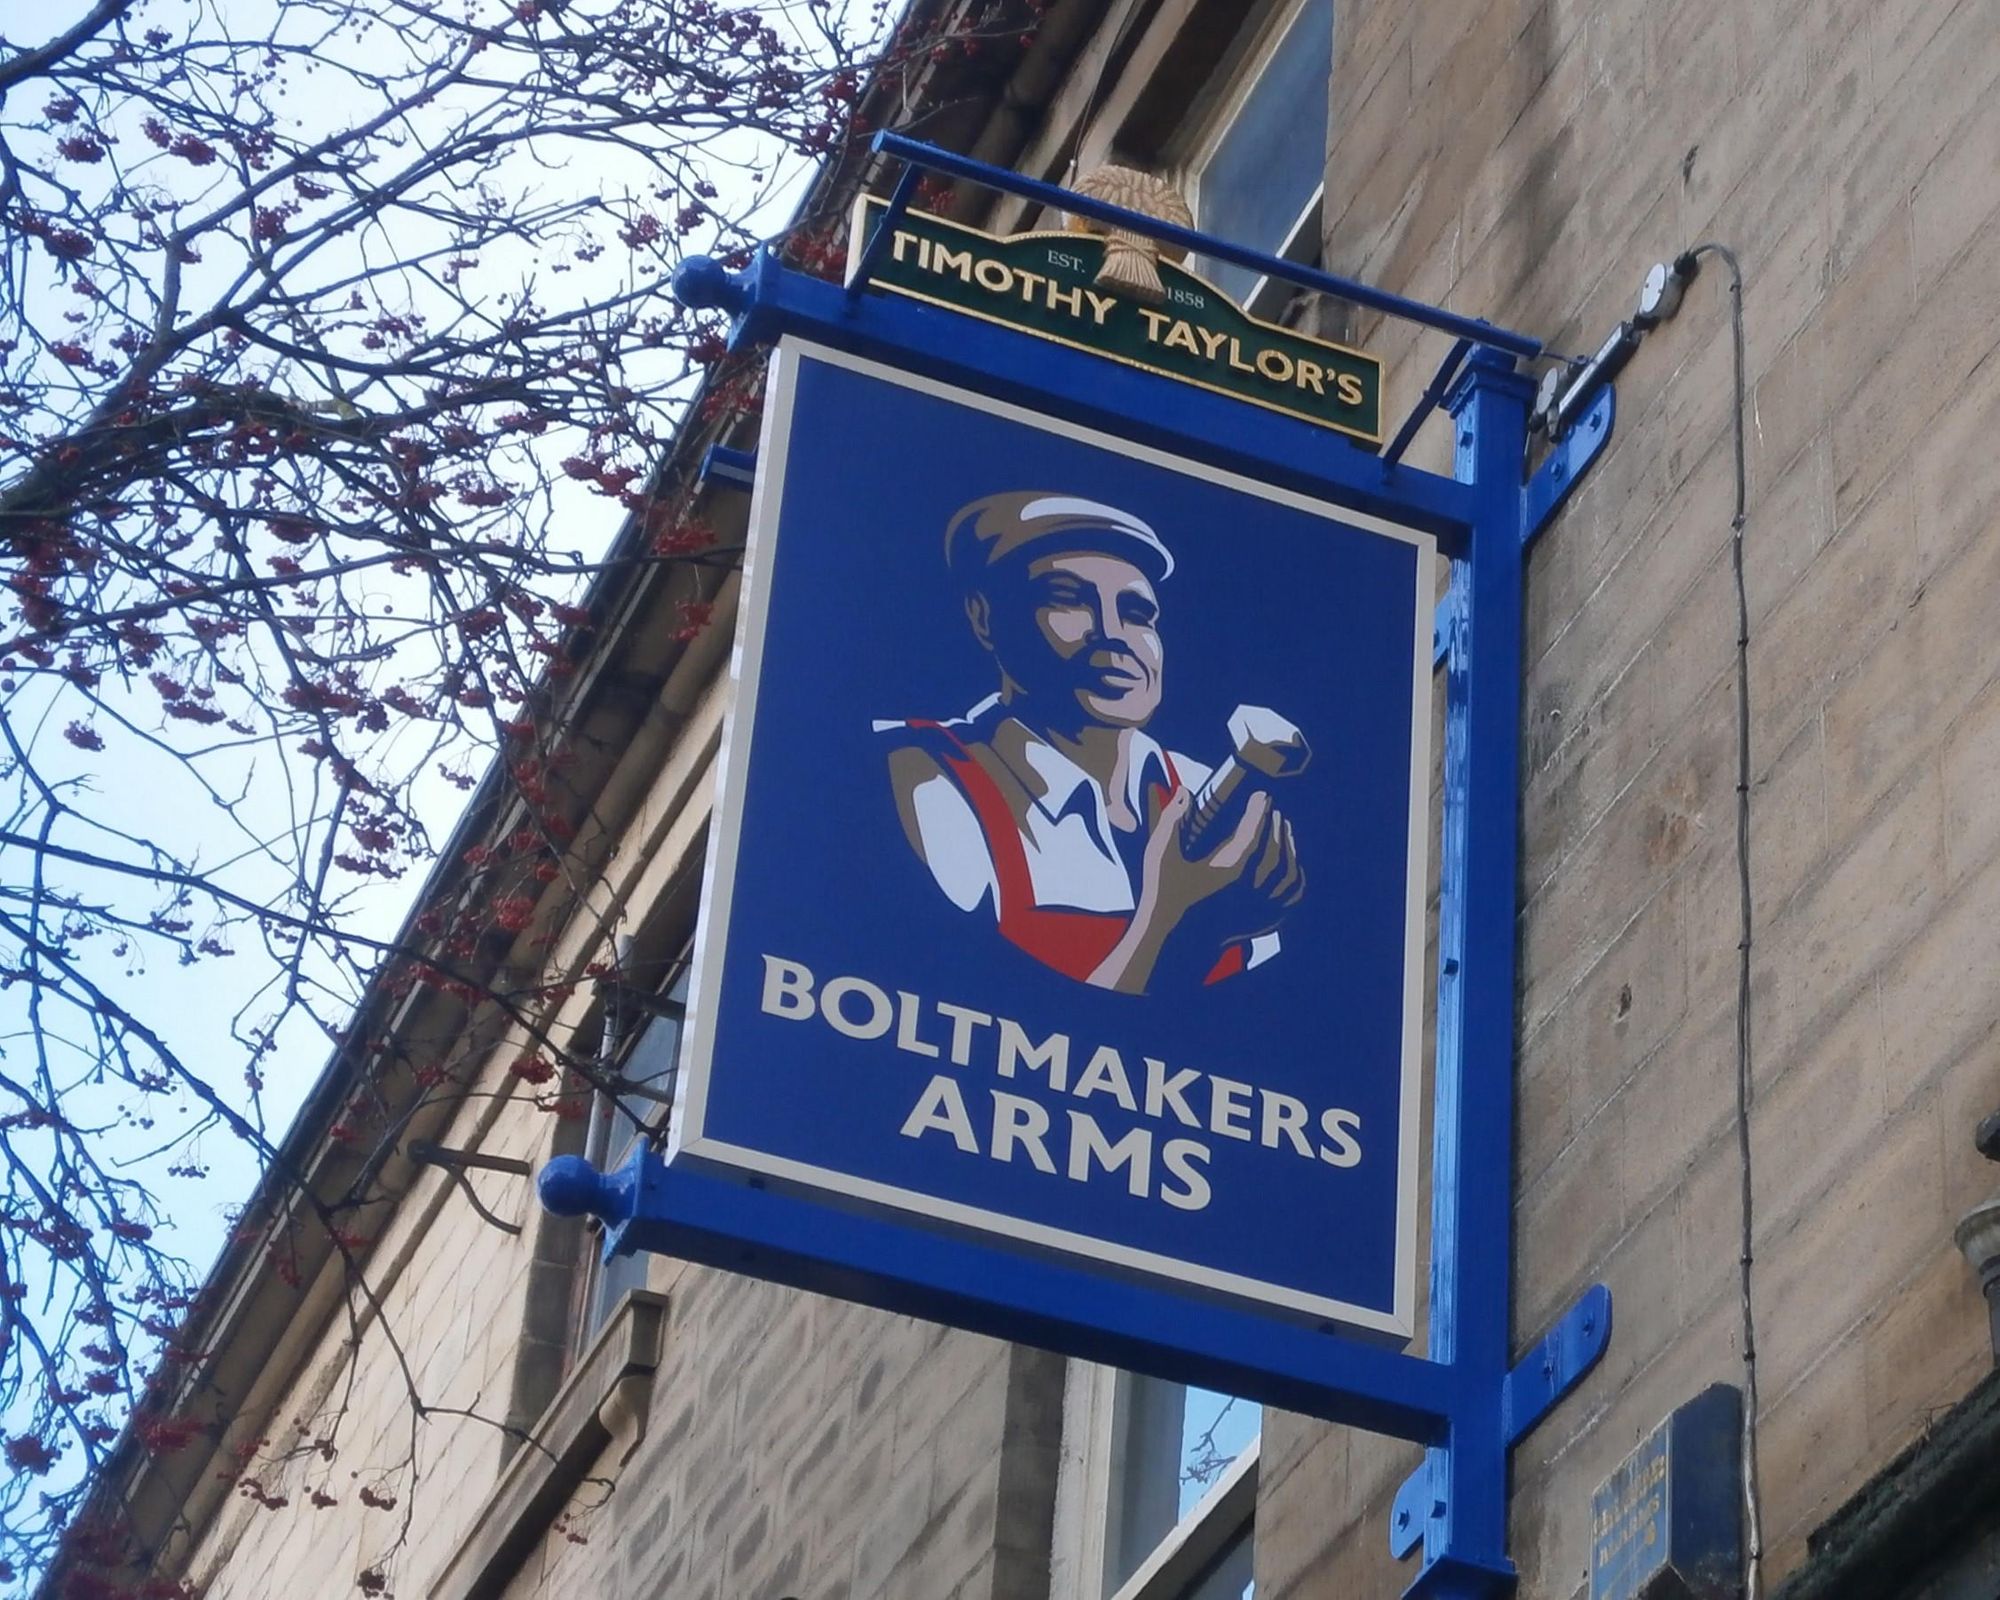 EST. 1858
TIMOTHY TAYLOR'S
BOLTMAKERS
ARMS